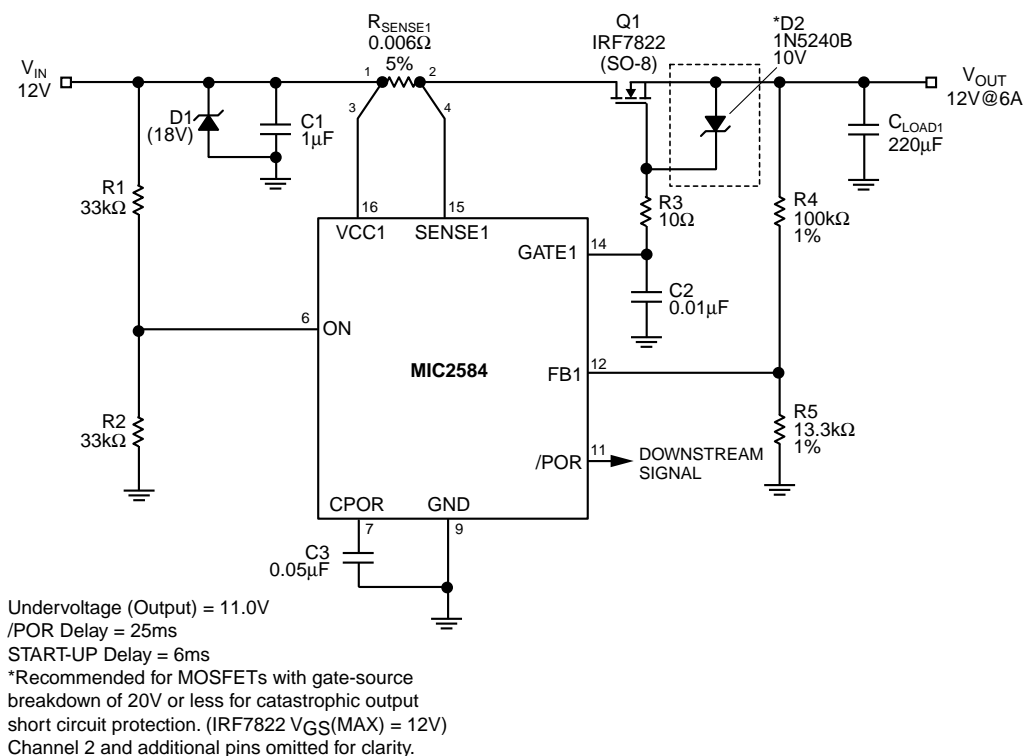 R_SENSE1
0.006Ω
5%
Q1
IRF7822
(SO-8)
*D2
1N5240B
10V
V_IN
12V
1
2
3
4
V_OUT
12V@6A
D1
(18V)
C1
1µF
C_LOAD1
220µF
R1
33kΩ
16
15
VCC1
SENSE1
R3
10Ω
R4
100kΩ
1%
GATE1
14
C2
0.01µF
6
ON
MIC2584
FB1
12
R2
33kΩ
R5
13.3kΩ
1%
/POR
11
DOWNSTREAM
SIGNAL
CPOR
GND
7
9
C3
0.05µF
Undervoltage (Output) = 11.0V
/POR Delay = 25ms
START-UP Delay = 6ms
*Recommended for MOSFETs with gate-source
breakdown of 20V or less for catastrophic output
short circuit protection. (IRF7822 V_GS(MAX) = 12V)
Channel 2 and additional pins omitted for clarity.